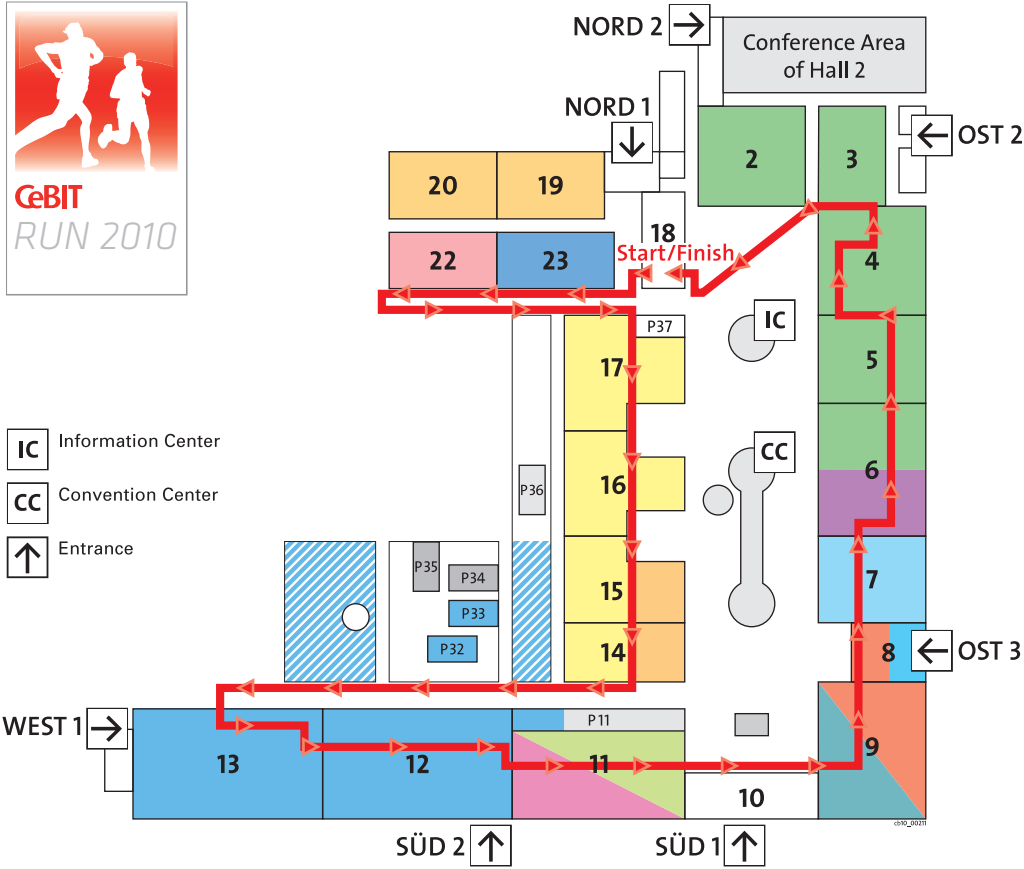 CeBIT
RUN 2010
NORD 2
Conference Area
of Hall 2
NORD 1
OST 2
2
3
20
19
18
22
23
Start/Finish
4
IC
P37
17
5
IC
Information Center
CC
6
16
P36
CC
Convention Center
Entrance
P35
P34
15
7
P33
P32
14
8
OST 3
WEST 1
P11
13
12
11
9
10
cb10_00211
SÜD 2
SÜD 1